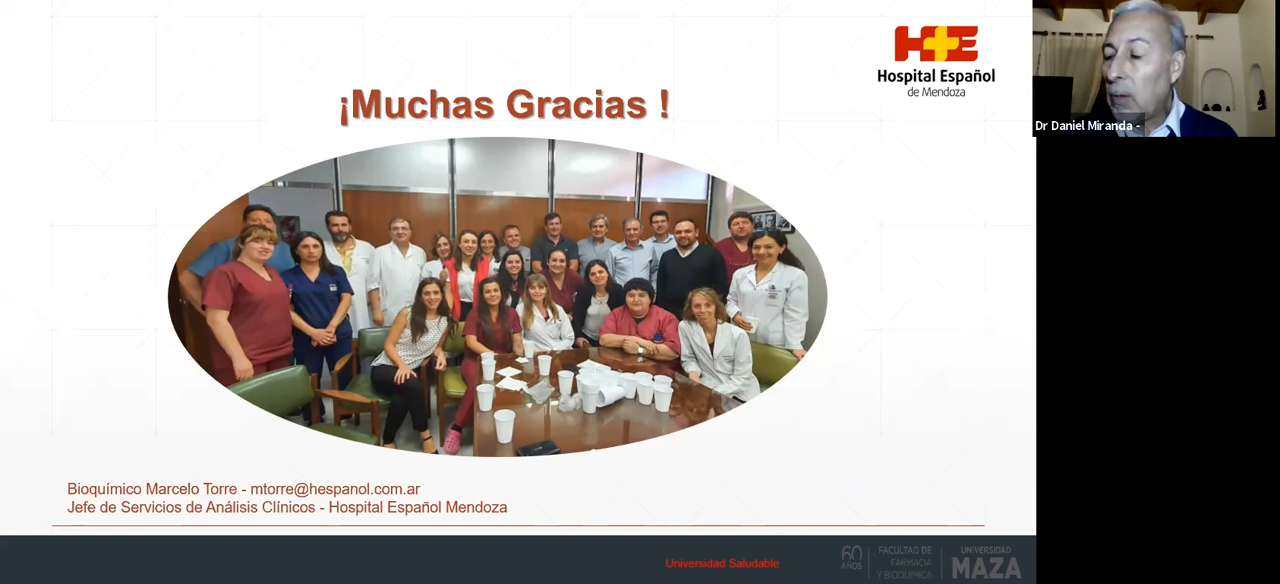 HE
Hospital Español
de Mendoza
¡Muchas Gracias !
Dr Daniel Miranda -
Bioquímico Marcelo Torre - mtorre@hespanol.com.ar
Jefe de Servicios de Análisis Clínicos - Hospital Español Mendoza
Universidad Saludable
60
AÑOS
FACULTAD DE
FARMACIA
Y BIOQUÍMICA
UNIVERSIDAD
MAZA